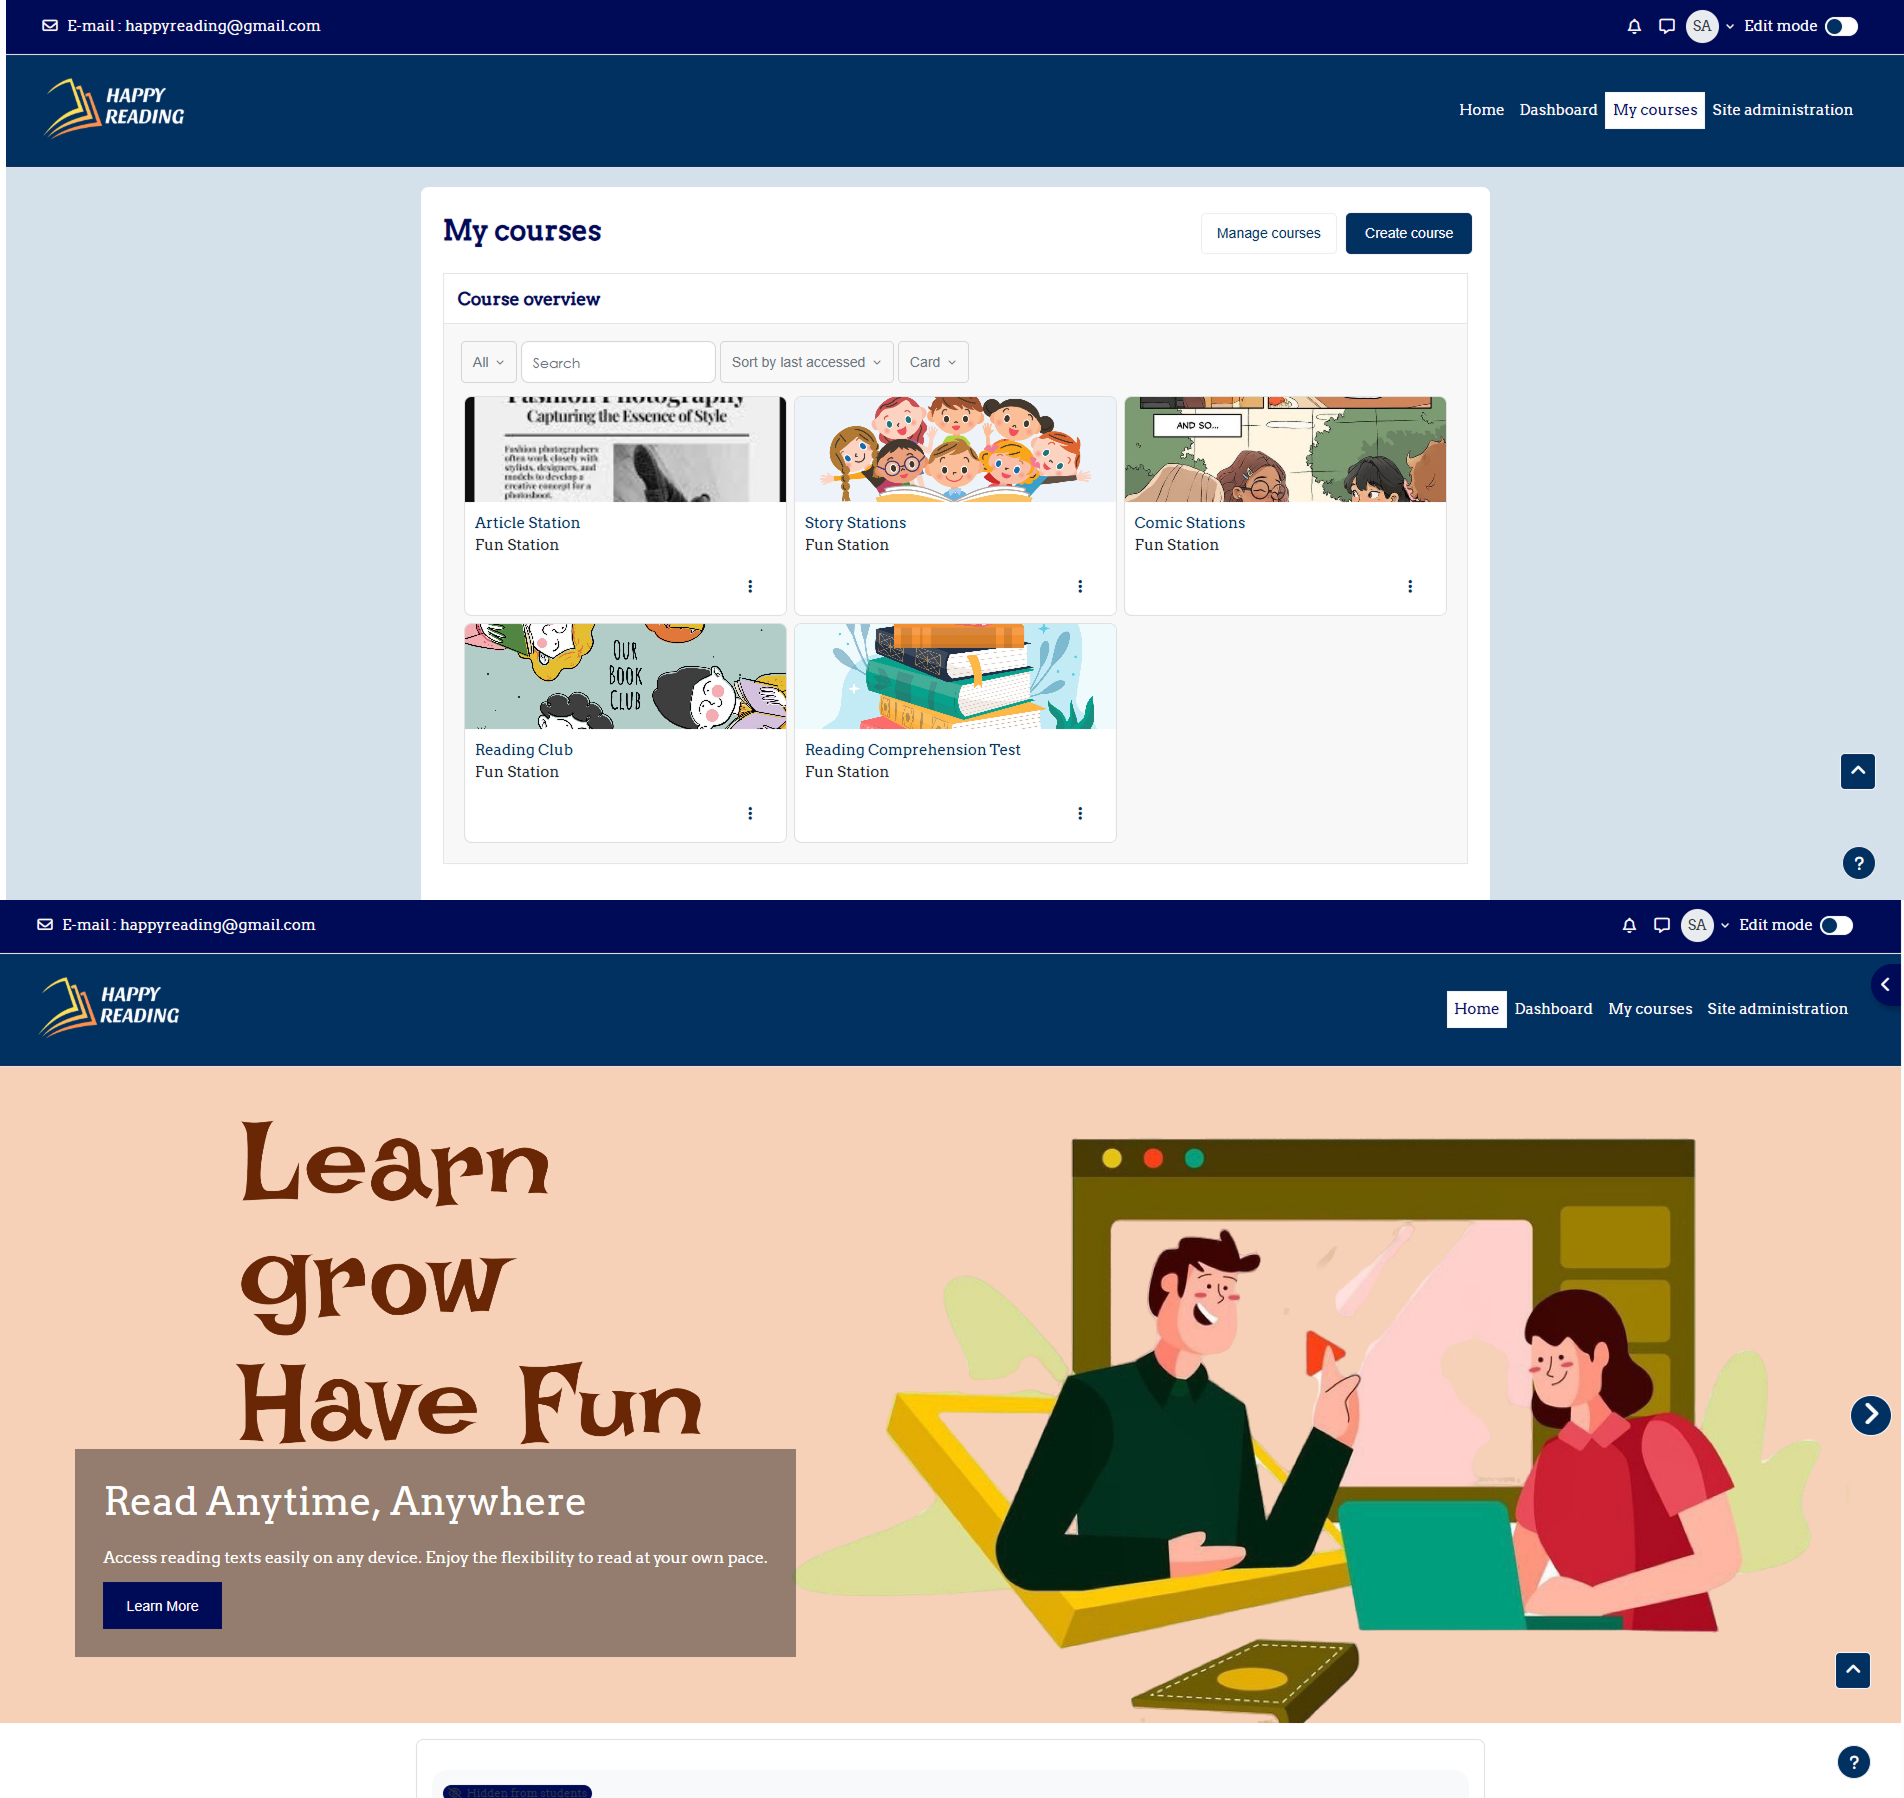 E-mail : happyreading@gmail.com
SA
Edit mode
HAPPY
READING
Home Dashboard My courses Site administration
My courses
Manage courses
Create course
Course overview
All
Search
Sort by last accessed
Card
Fashion Photography
Capturing the Essence of Style
Fashion photographers
often work closely with
stylists, designers, and
models to develop a
creative concept for a
photoshoot.
AND SO...
Article Station
Fun Station
Story Stations
Fun Station
Comic Stations
Fun Station
OUR
BOOK
CLUB
Reading Club
Fun Station
Reading Comprehension Test
Fun Station
?
E-mail : happyreading@gmail.com
SA
Edit mode
HAPPY
READING
Home Dashboard My courses Site administration
Learn
grow
Have Fun
Read Anytime, Anywhere
Access reading texts easily on any device. Enjoy the flexibility to read at your own pace.
Learn More
?
Hidden from students